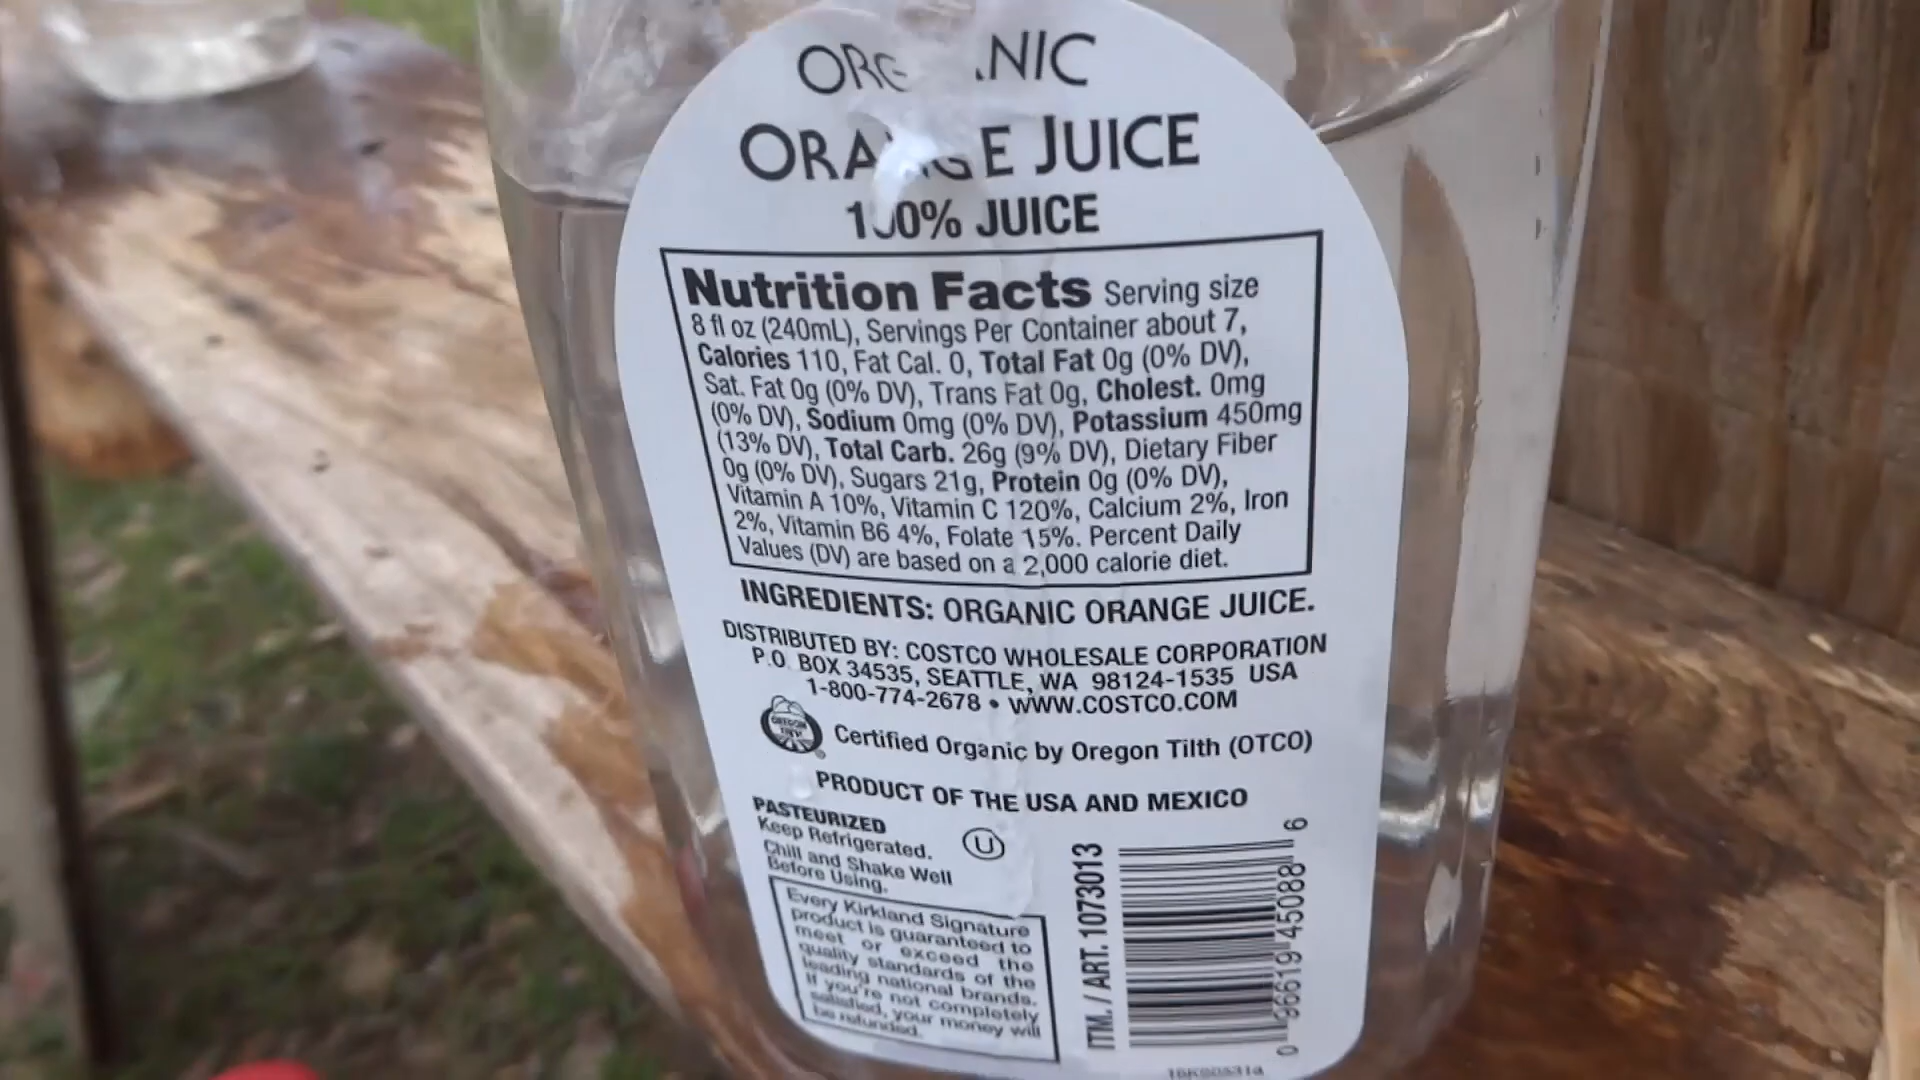 ORGANIC
ORANGE JUICE
100% JUICE
Nutrition Facts Serving size
8 fl oz (240mL), Servings Per Container about 7,
Calories 110, Fat Cal. 0, Total Fat 0g (0% DV),
Sat. Fat 0g (0% DV), Trans Fat 0g, Cholest. 0mg
(0% DV), Sodium 0mg (0% DV), Potassium 450mg
(13% DV), Total Carb. 26g (9% DV), Dietary Fiber
0g (0% DV), Sugars 21g, Protein 0g (0% DV),
Vitamin A 10%, Vitamin C 120%, Calcium 2%, Iron
2%, Vitamin B6 4%, Folate 15%. Percent Daily
Values (DV) are based on a 2,000 calorie diet.
INGREDIENTS: ORGANIC ORANGE JUICE.
DISTRIBUTED BY: COSTCO WHOLESALE CORPORATION
P.O. BOX 34535, SEATTLE, WA 98124-1535 USA
1-800-774-2678 • WWW.COSTCO.COM
OREGON
TILTH
Certified Organic by Oregon Tilth (OTCO)
PRODUCT OF THE USA AND MEXICO
PASTEURIZED
Keep Refrigerated.
Chill and Shake Well
Before Using.
U
Every Kirkland Signature
product is guaranteed to
meet or exceed the
quality standards of the
leading national brands.
If you're not completely
satisfied, your money will
be refunded.
ITM. / ART. 1073013
0 96619 45088 6